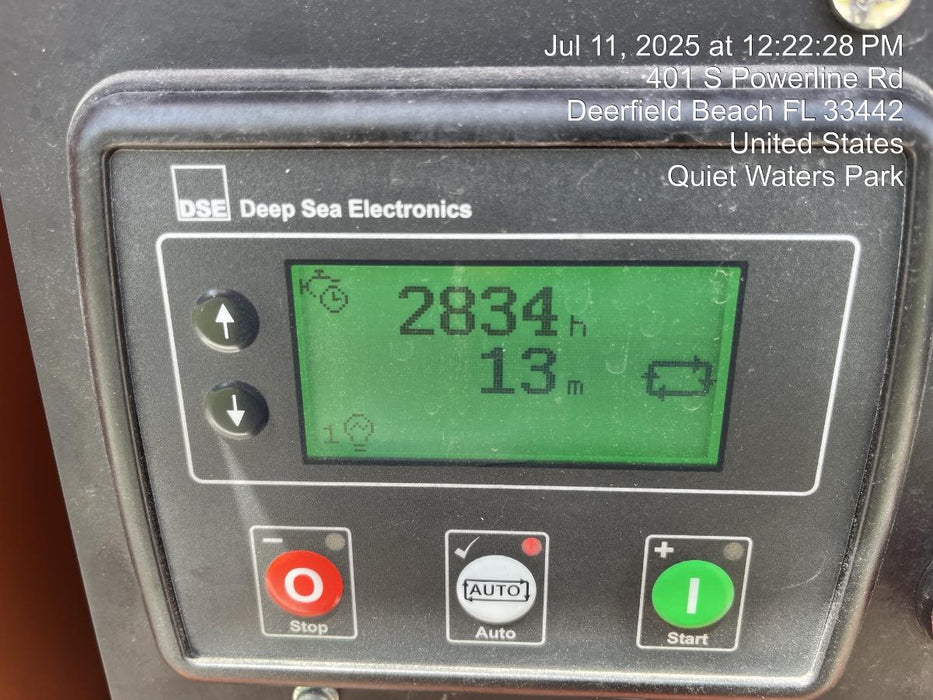 Jul 11, 2025 at 12:22:28 PM
401 S Powerline Rd
Deerfield Beach FL 33442
United States
Quiet Waters Park
DSE Deep Sea Electronics
2834 h
13 m
1
Stop
AUTO
Auto
Start